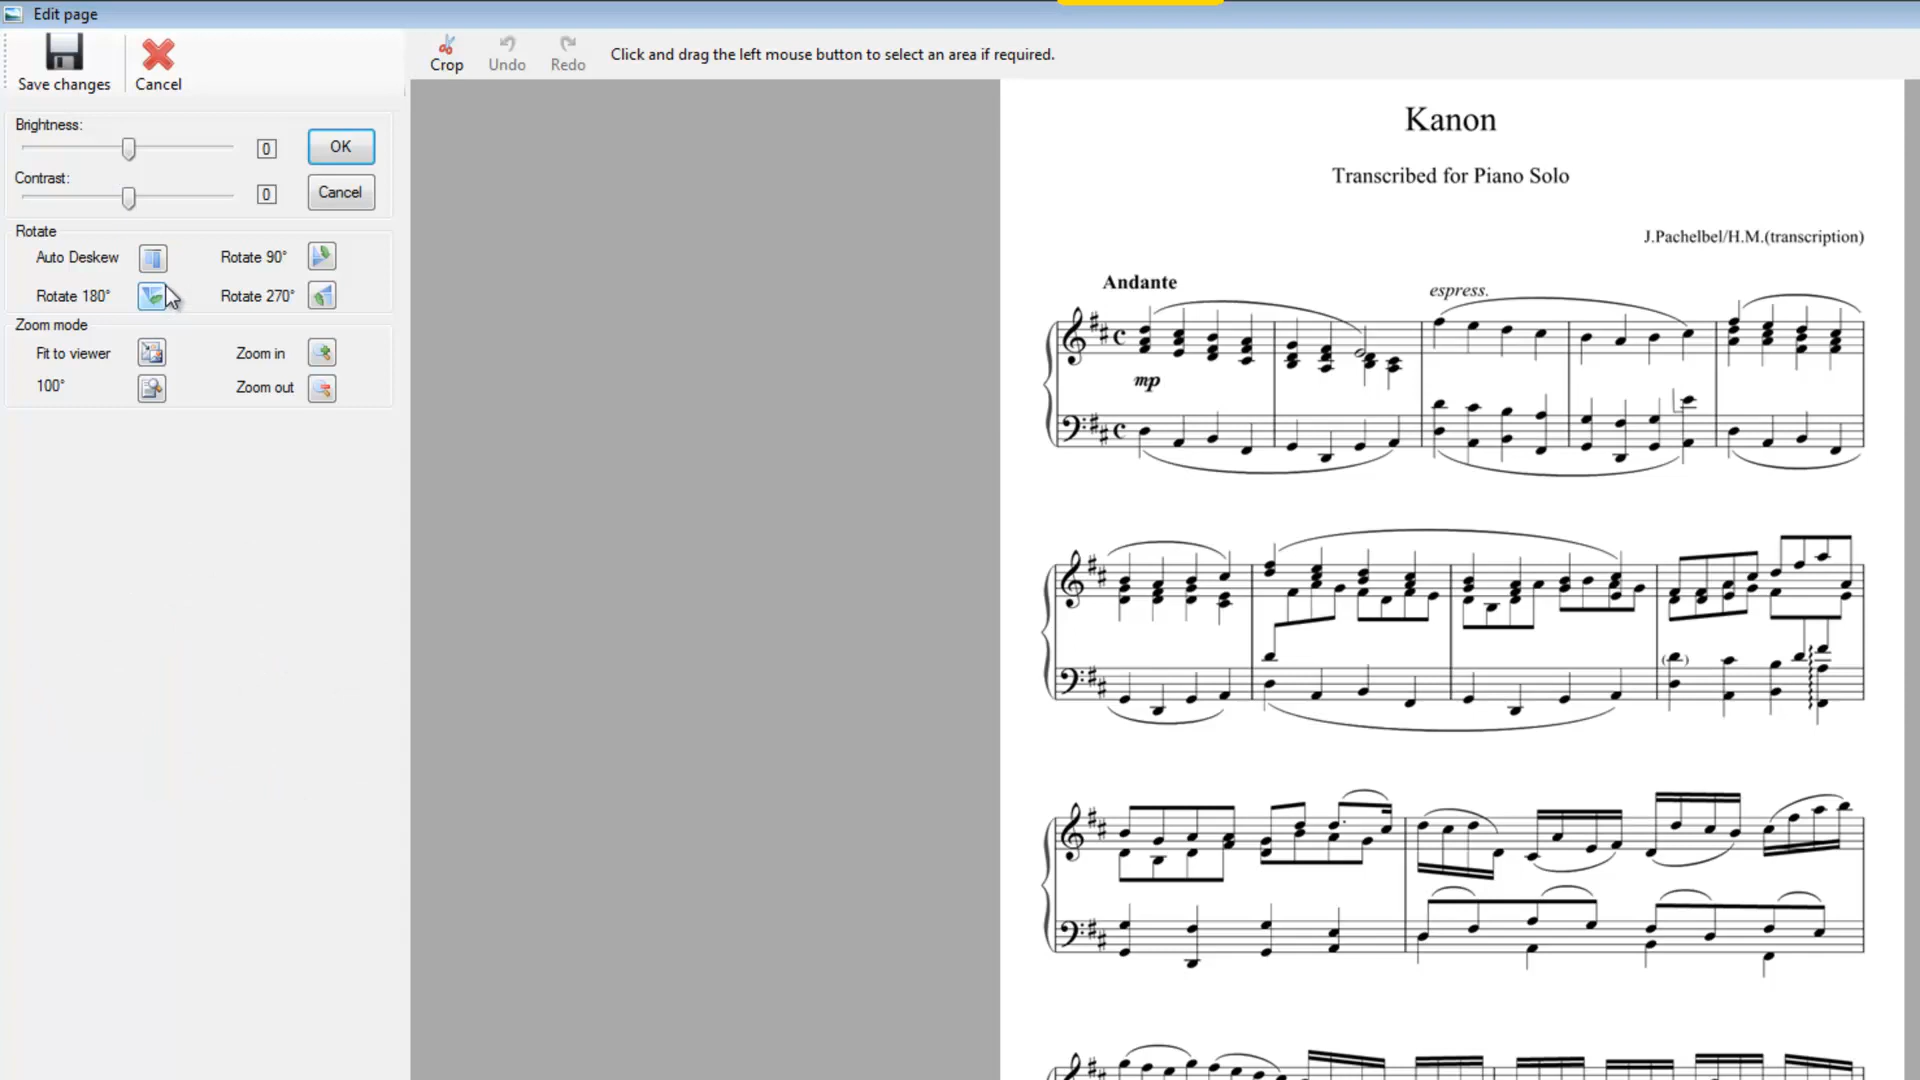 Edit page
Save changes
Cancel
Crop
Undo
Redo
Click and drag the left mouse button to select an area if required.
Brightness:
0
OK
Contrast:
0
Cancel
Rotate
Auto Deskew
Rotate 90°
Rotate 180°
Rotate 270°
Zoom mode
Fit to viewer
Zoom in
100°
Zoom out
Kanon
Transcribed for Piano Solo
J.Pachelbel/H.M.(transcription)
Andante
espress.
mp